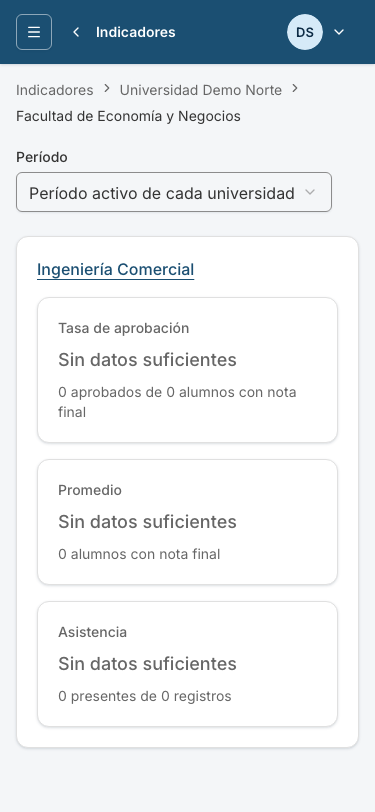 Indicadores
DS
Indicadores > Universidad Demo Norte >
Facultad de Economía y Negocios
Período
Período activo de cada universidad
Ingeniería Comercial
Tasa de aprobación
Sin datos suficientes
0 aprobados de 0 alumnos con nota
final
Promedio
Sin datos suficientes
0 alumnos con nota final
Asistencia
Sin datos suficientes
0 presentes de 0 registros